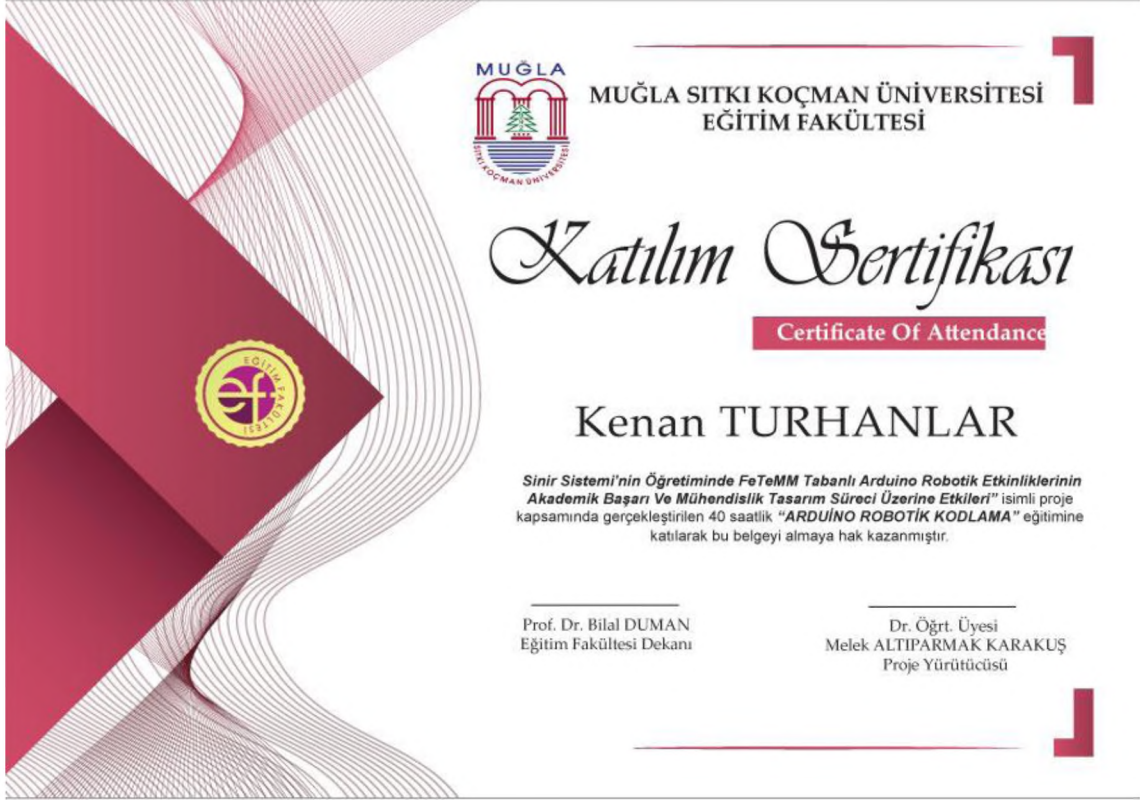 MUĞLA
SITKI KOÇMAN ÜNİVERSİTESİ
MUĞLA SITKI KOÇMAN ÜNİVERSİTESİ
EĞİTİM FAKÜLTESİ
Katılım Sertifikası
Certificate Of Attendance
ef
EĞİTİM FAKÜLTESİ
Kenan TURHANLAR
Sinir Sistemi'nin Öğretiminde FeTeMM Tabanlı Arduino Robotik Etkinliklerinin
Akademik Başarı Ve Mühendislik Tasarım Süreci Üzerine Etkileri" isimli proje
kapsamında gerçekleştirilen 40 saatlik "ARDUİNO ROBOTİK KODLAMA" eğitimine
katılarak bu belgeyi almaya hak kazanmıştır.
Prof. Dr. Bilal DUMAN
Eğitim Fakültesi Dekanı
Dr. Öğrt. Üyesi
Melek ALTIPARMAK KARAKUŞ
Proje Yürütücüsü